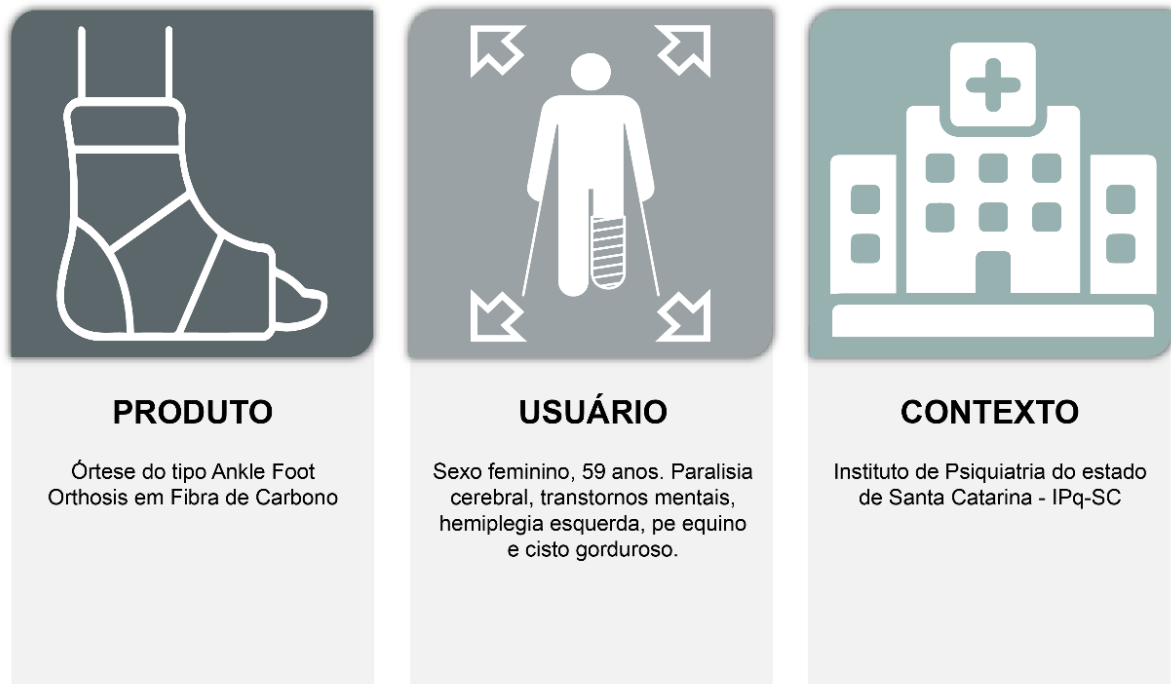 PRODUTO
Órtese do tipo Ankle Foot
Orthosis em Fibra de Carbono
USUÁRIO
Sexo feminino, 59 anos. Paralisia
cerebral, transtornos mentais,
hemiplegia esquerda, pe equino
e cisto gorduroso.
CONTEXTO
Instituto de Psiquiatria do estado
de Santa Catarina - IPq-SC